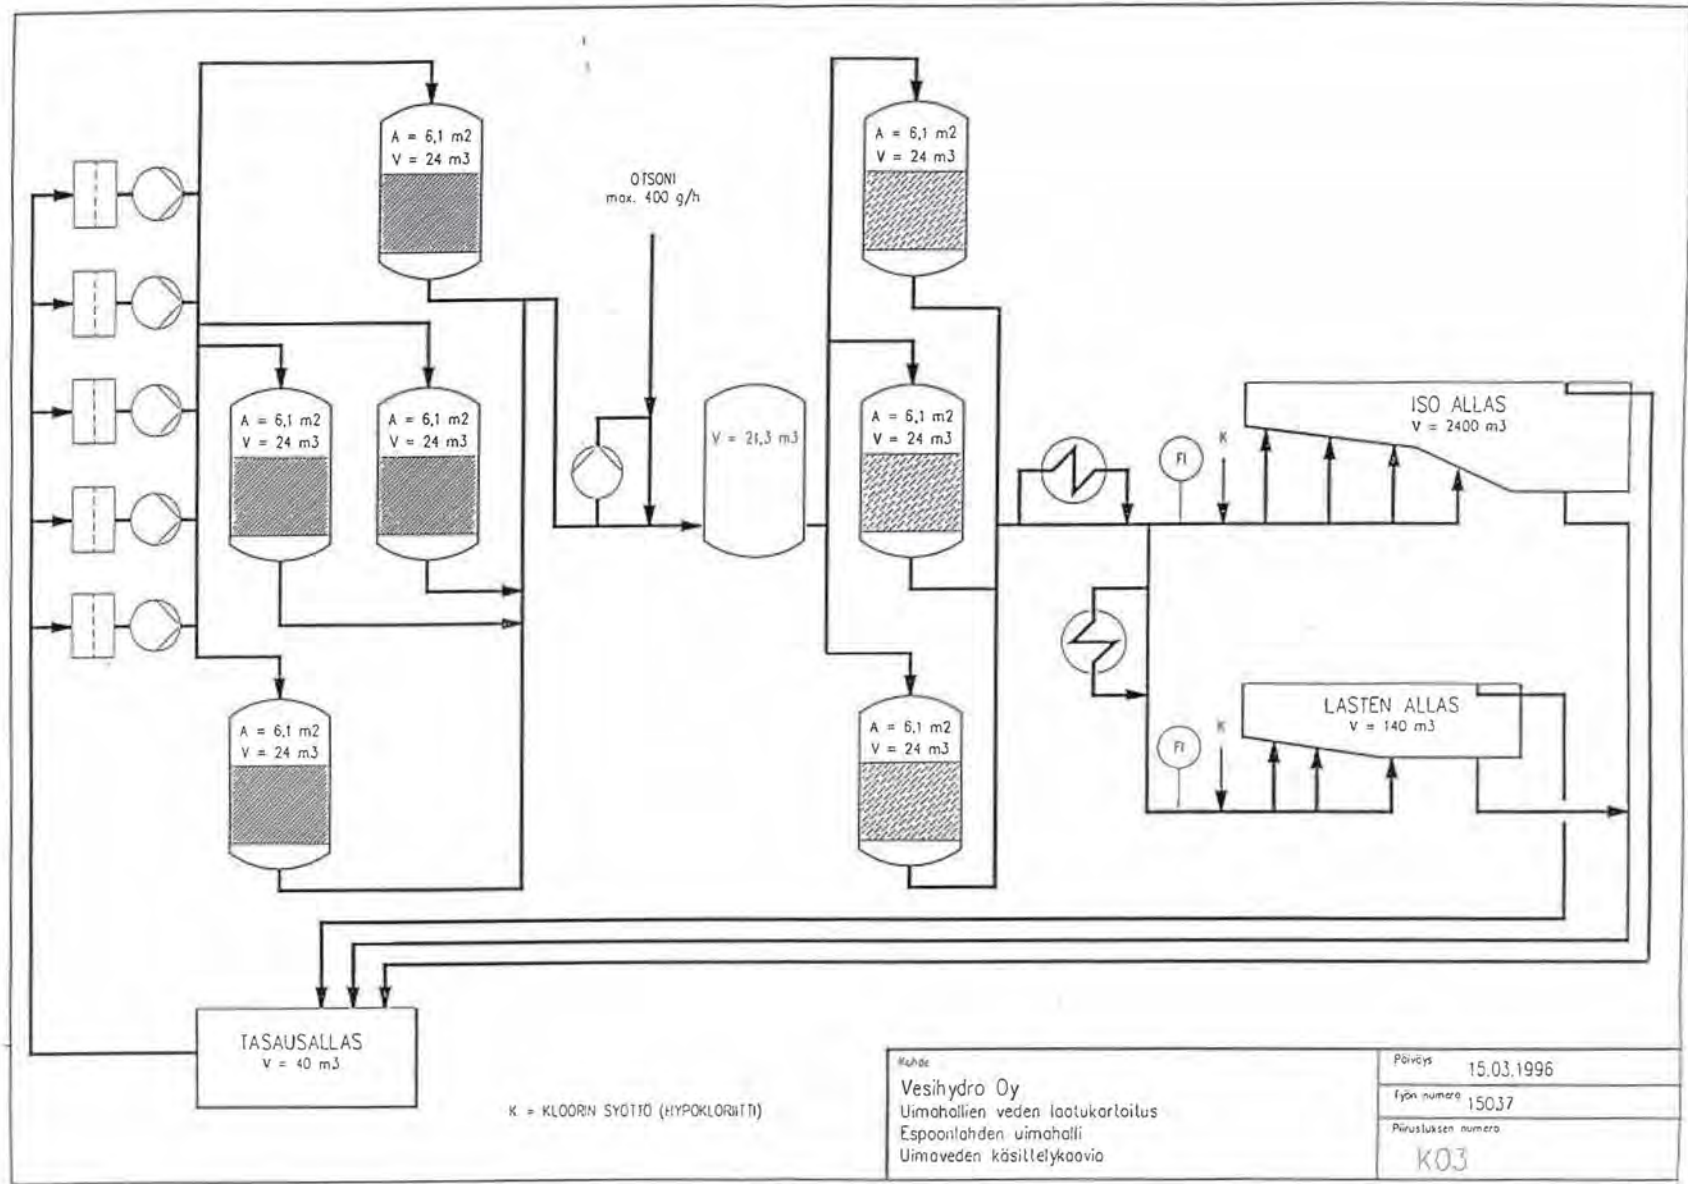 A = 6,1 m2
V = 24 m3
A = 6,1 m2
V = 24 m3
OTSONI
max. 400 g/h
A = 6,1 m2
V = 24 m3
A = 6,1 m2
V = 24 m3
V = 21,3 m3
A = 6,1 m2
V = 24 m3
ISO ALLAS
V = 2400 m3
FI
K
A = 6,1 m2
V = 24 m3
A = 6,1 m2
V = 24 m3
LASTEN ALLAS
V = 140 m3
FI
K
TASAUSALLAS
V = 40 m3
K = KLOORIN SYÖTTÖ (HYPOKLORIITTI)
Kohde
Vesihydro Oy
Uimahallien veden laatukartoitus
Espoonlahden uimahalli
Uimaveden käsittelykaavio
Päiväys 15.03.1996
Työn numero 15037
Piirustuksen numero
K03